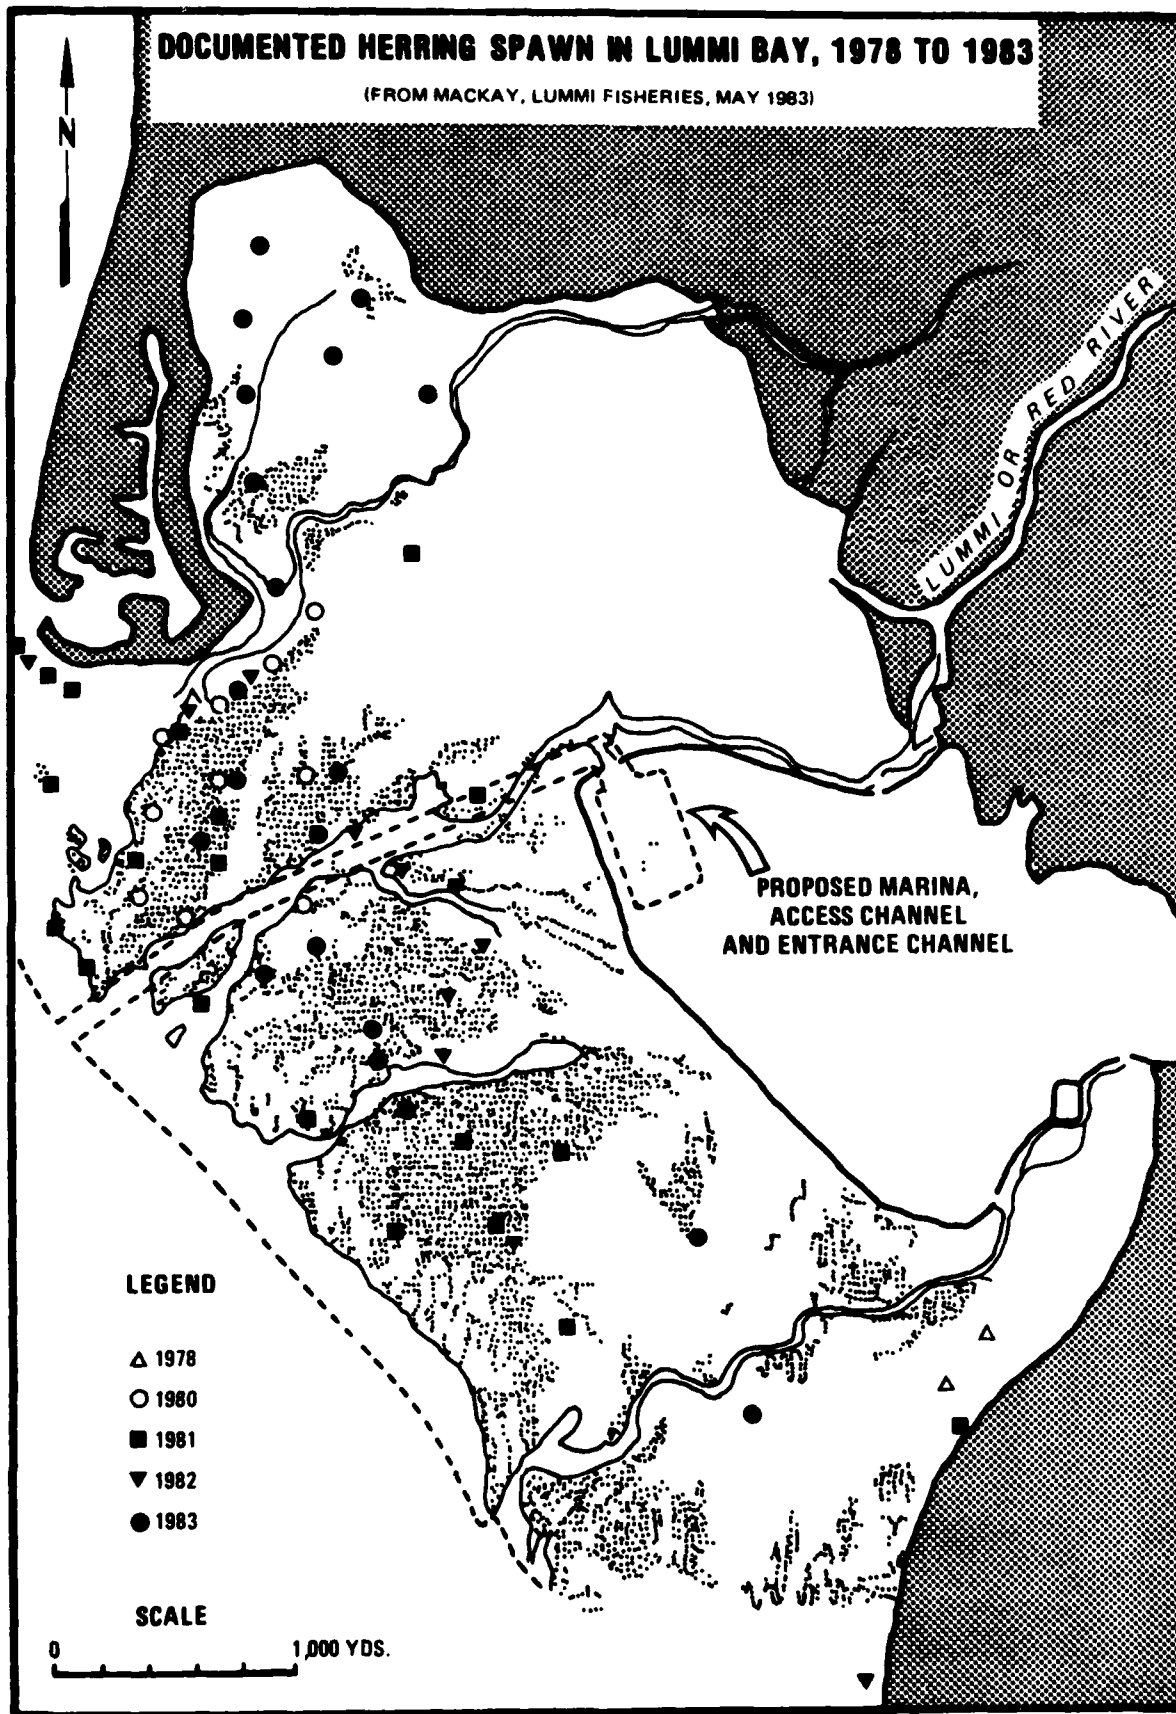 DOCUMENTED HERRING SPAWN IN LUMMI BAY, 1978 TO 1983
(FROM MACKAY, LUMMI FISHERIES, MAY 1983)
N
LUMMI OR RED RIVER
PROPOSED MARINA,
ACCESS CHANNEL
AND ENTRANCE CHANNEL
LEGEND
1978
1980
1981
1982
1983
SCALE
0 1,000 YDS.